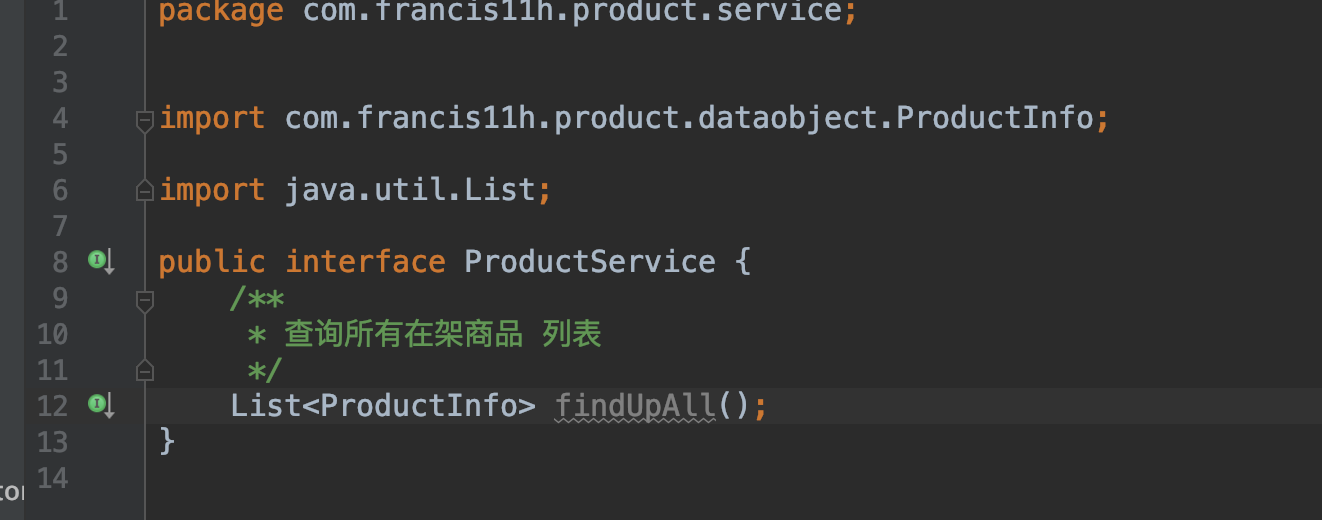 1 package com.francis11h.product.service;
2
3
4 import com.francis11h.product.dataobject.ProductInfo;
5
6 import java.util.List;
7
8 public interface ProductService {
9 /**
10 * 查询所有在架商品 列表
11 */
12 List<ProductInfo> findUpAll();
13 }
14